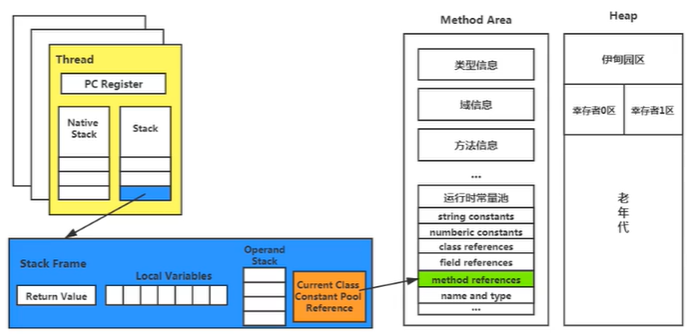 Thread
PC Register
Native
Stack
Stack
Stack Frame
Return Value
Local Variables
Operand
Stack
Current Class
Constant Pool
Reference
Method Area
类型信息
域信息
方法信息
...
运行时常量池
string constants
numberic constants
class references
field references
method references
name and type
...
Heap
伊甸园区
幸存者0区
幸存者1区
老
年
代